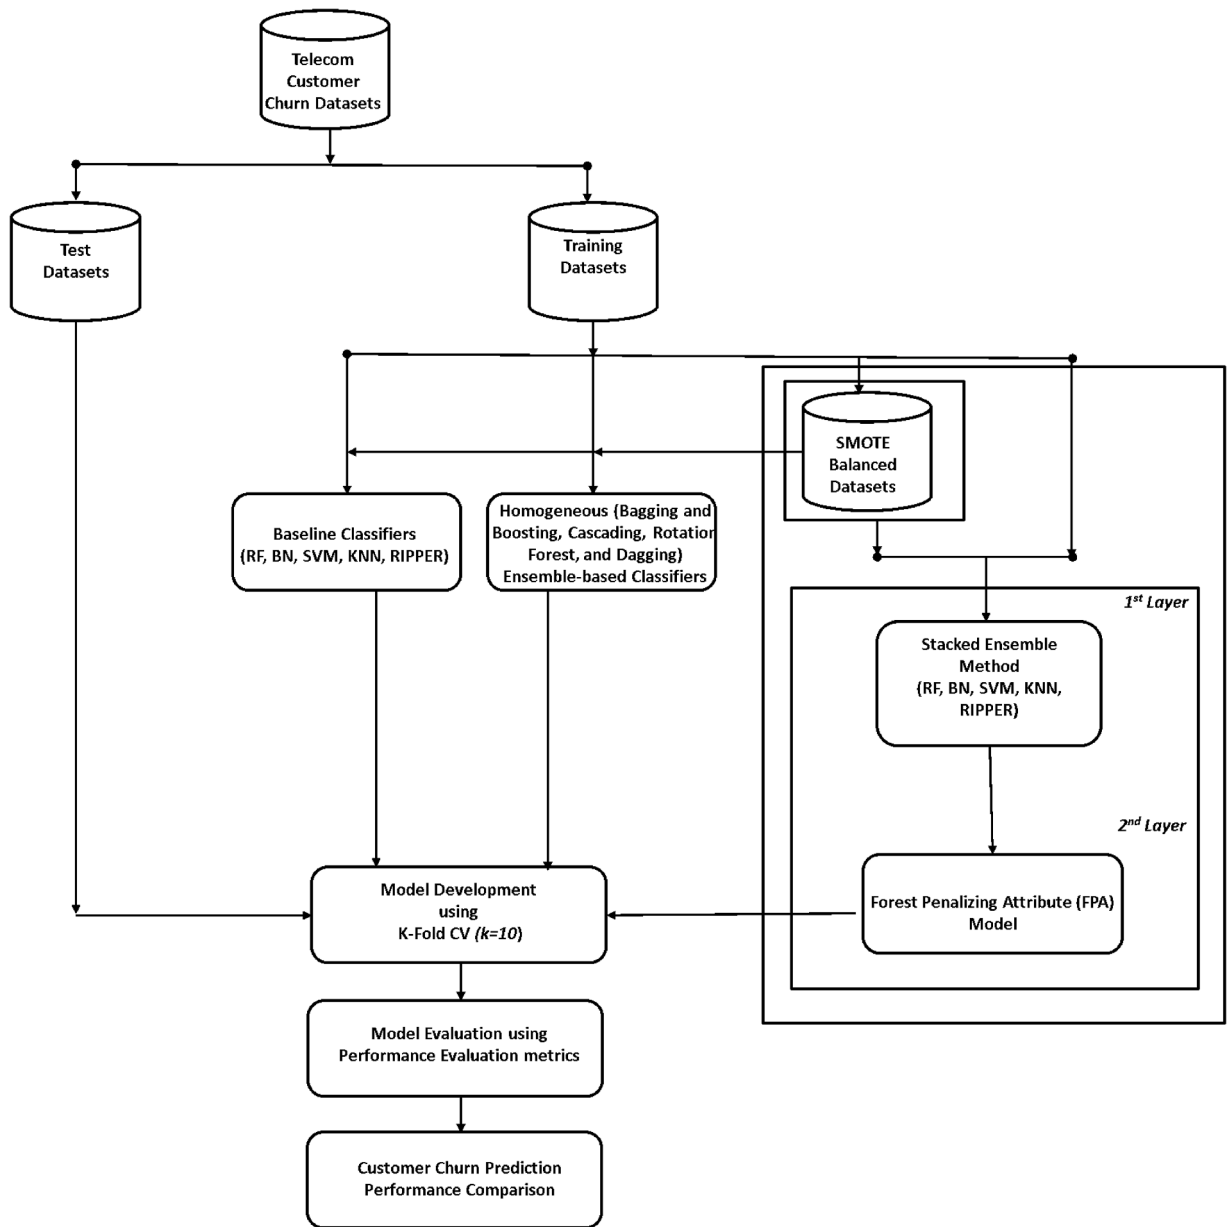 Telecom
Customer
Churn Datasets
Test
Datasets
Training
Datasets
SMOTE
Balanced
Datasets
Baseline Classifiers
(RF, BN, SVM, KNN, RIPPER)
Homogeneous (Bagging and
Boosting, Cascading, Rotation
Forest, and Dagging)
Ensemble-based Classifiers
1st Layer
Stacked Ensemble
Method
(RF, BN, SVM, KNN,
RIPPER)
2nd Layer
Forest Penalizing Attribute (FPA)
Model
Model Development
using
K-Fold CV (k=10)
Model Evaluation using
Performance Evaluation metrics
Customer Churn Prediction
Performance Comparison